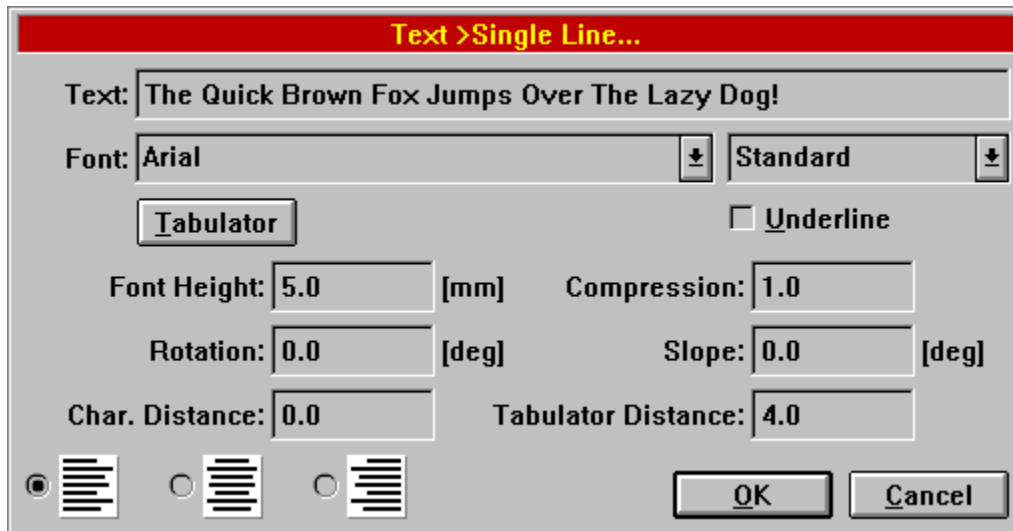 Text >Single Line...
Text: The Quick Brown Fox Jumps Over The Lazy Dog!
Font: Arial Standard
Tabulator Underline
Font Height: 5.0 [mm] Compression: 1.0
Rotation: 0.0 [deg] Slope: 0.0 [deg]
Char. Distance: 0.0 Tabulator Distance: 4.0
OK Cancel